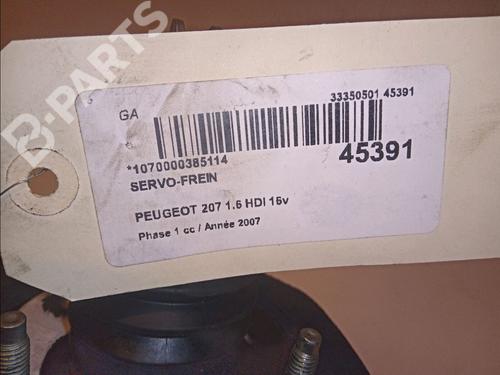 B-PARTS
GA
33350501 45391
*1070000385114
45391
SERVO-FREIN
PEUGEOT 207 1.6 HDI 16v
Phase 1 cc / Année 2007